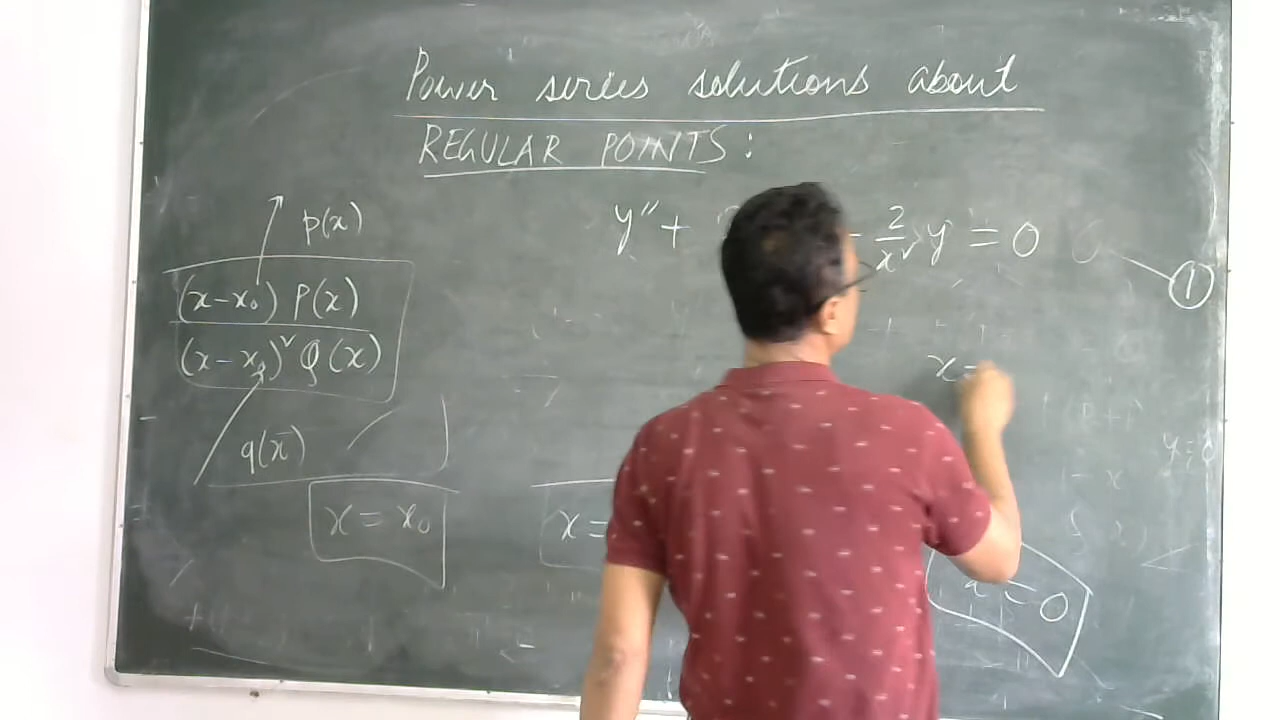 Power series solutions about
REGULAR POINTS:
y'' + - 2/x² y = 0
①
p(x)
(x-x₀) P(x)
(x-x₀)² Q(x)
q(x)
x = x₀
x =
x =
= 0